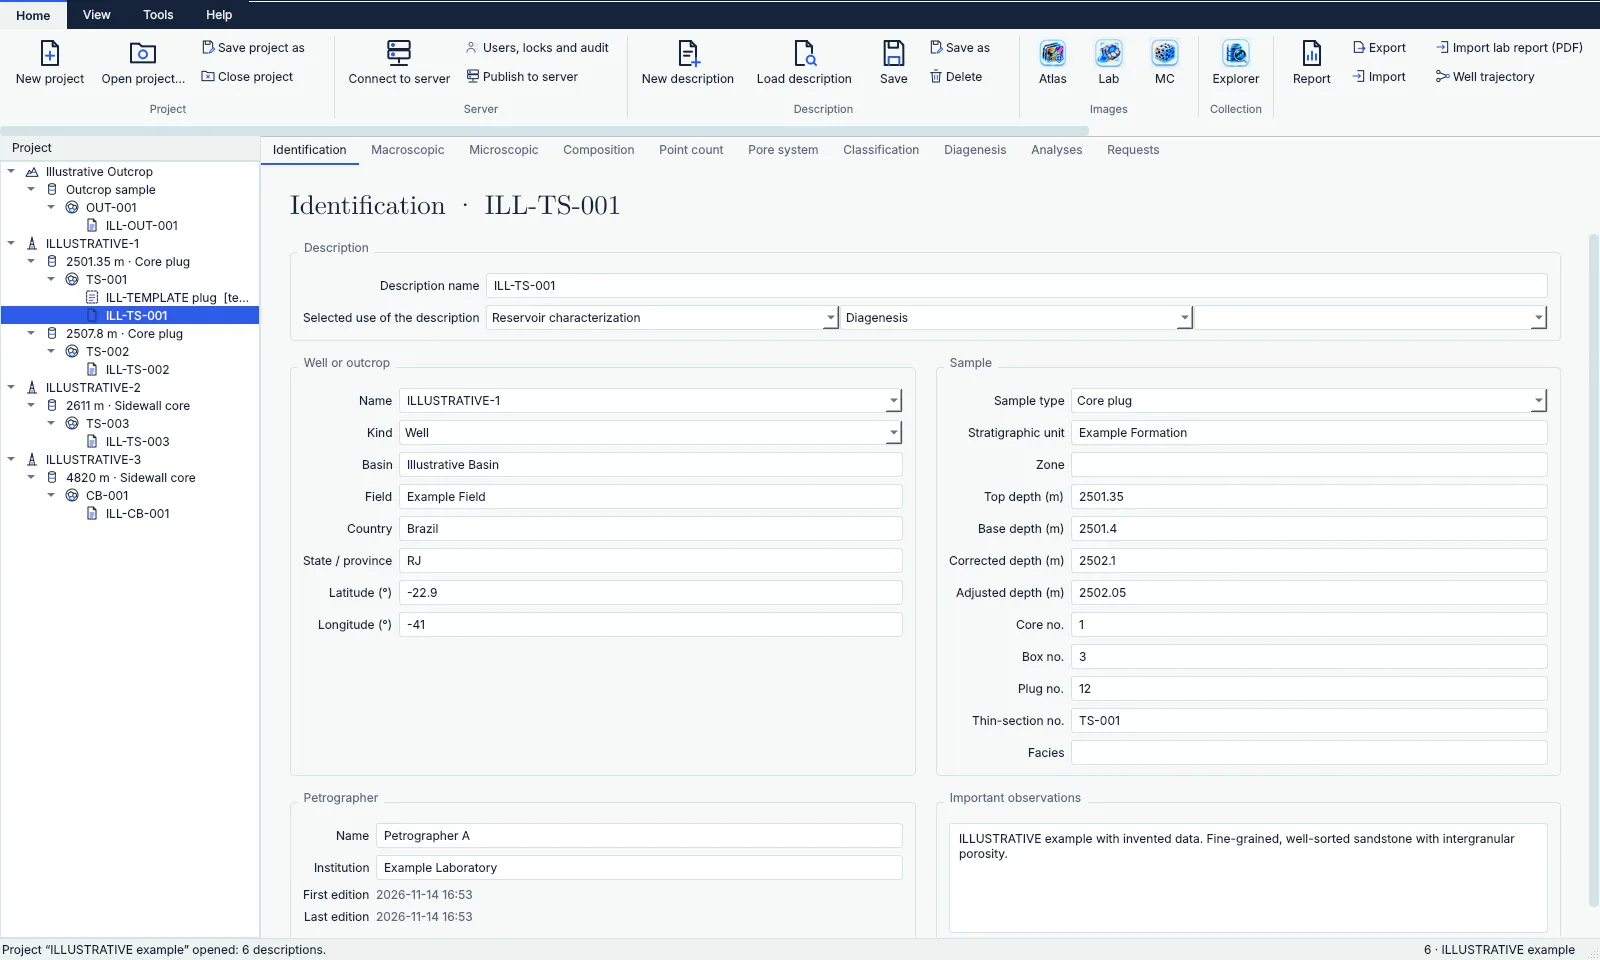 Home View Tools Help
New project
Open project...
Save project as
Close project
Project
Connect to server
Users, locks and audit
Publish to server
Server
New description
Load description
Save
Save as
Delete
Description
Atlas
Lab
MC
Images
Explorer
Collection
Report
Export
Import
Import lab report (PDF)
Well trajectory
Project
Illustrative Outcrop
Outcrop sample
OUT-001
ILL-OUT-001
ILLUSTRATIVE-1
2501.35 m · Core plug
TS-001
ILL-TEMPLATE plug [te...
ILL-TS-001
2507.8 m · Core plug
TS-002
ILL-TS-002
ILLUSTRATIVE-2
2611 m · Sidewall core
TS-003
ILL-TS-003
ILLUSTRATIVE-3
4820 m · Sidewall core
CB-001
ILL-CB-001
Identification Macroscopic Microscopic Composition Point count Pore system Classification Diagenesis Analyses Requests
Identification · ILL-TS-001
Description
Description name ILL-TS-001
Selected use of the description Reservoir characterization Diagenesis
Well or outcrop
Name ILLUSTRATIVE-1
Kind Well
Basin Illustrative Basin
Field Example Field
Country Brazil
State / province RJ
Latitude (°) -22.9
Longitude (°) -41
Sample
Sample type Core plug
Stratigraphic unit Example Formation
Zone
Top depth (m) 2501.35
Base depth (m) 2501.4
Corrected depth (m) 2502.1
Adjusted depth (m) 2502.05
Core no. 1
Box no. 3
Plug no. 12
Thin-section no. TS-001
Facies
Petrographer
Name Petrographer A
Institution Example Laboratory
First edition 2026-11-14 16:53
Last edition 2026-11-14 16:53
Important observations
ILLUSTRATIVE example with invented data. Fine-grained, well-sorted sandstone with intergranular
porosity.
Project “ILLUSTRATIVE example” opened: 6 descriptions.
6 · ILLUSTRATIVE example